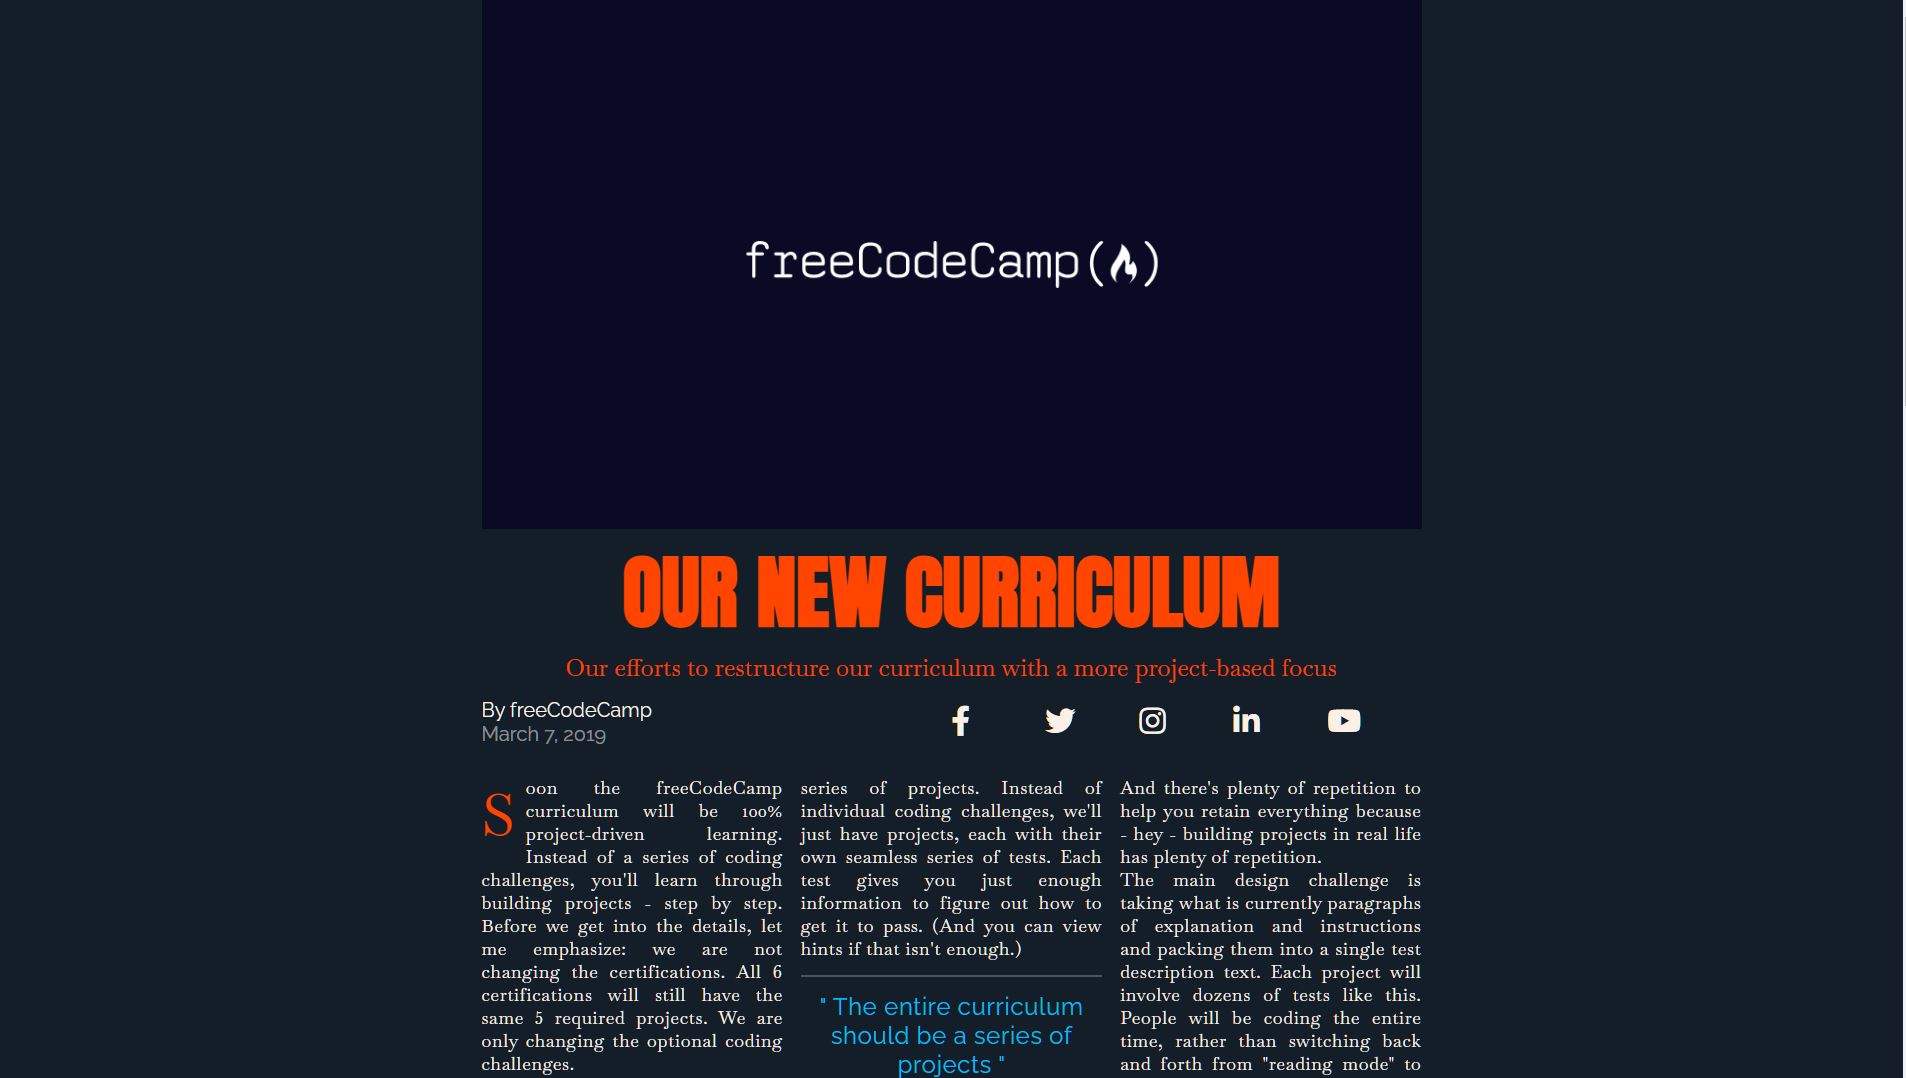 freeCodeCamp(🔥)
OUR NEW CURRICULUM
Our efforts to restructure our curriculum with a more project-based focus
By freeCodeCamp
March 7, 2019
Soon the freeCodeCamp
curriculum will be 100%
project-driven learning.
Instead of a series of coding
challenges, you'll learn through
building projects - step by step.
Before we get into the details, let
me emphasize: we are not
changing the certifications. All 6
certifications will still have the
same 5 required projects. We are
only changing the optional coding
challenges.
series of projects. Instead of
individual coding challenges, we'll
just have projects, each with their
own seamless series of tests. Each
test gives you just enough
information to figure out how to
get it to pass. (And you can view
hints if that isn't enough.)
" The entire curriculum
should be a series of
projects "
And there's plenty of repetition to
help you retain everything because
- hey - building projects in real life
has plenty of repetition.
The main design challenge is
taking what is currently paragraphs
of explanation and instructions
and packing them into a single test
description text. Each project will
involve dozens of tests like this.
People will be coding the entire
time, rather than switching back
and forth from "reading mode" to